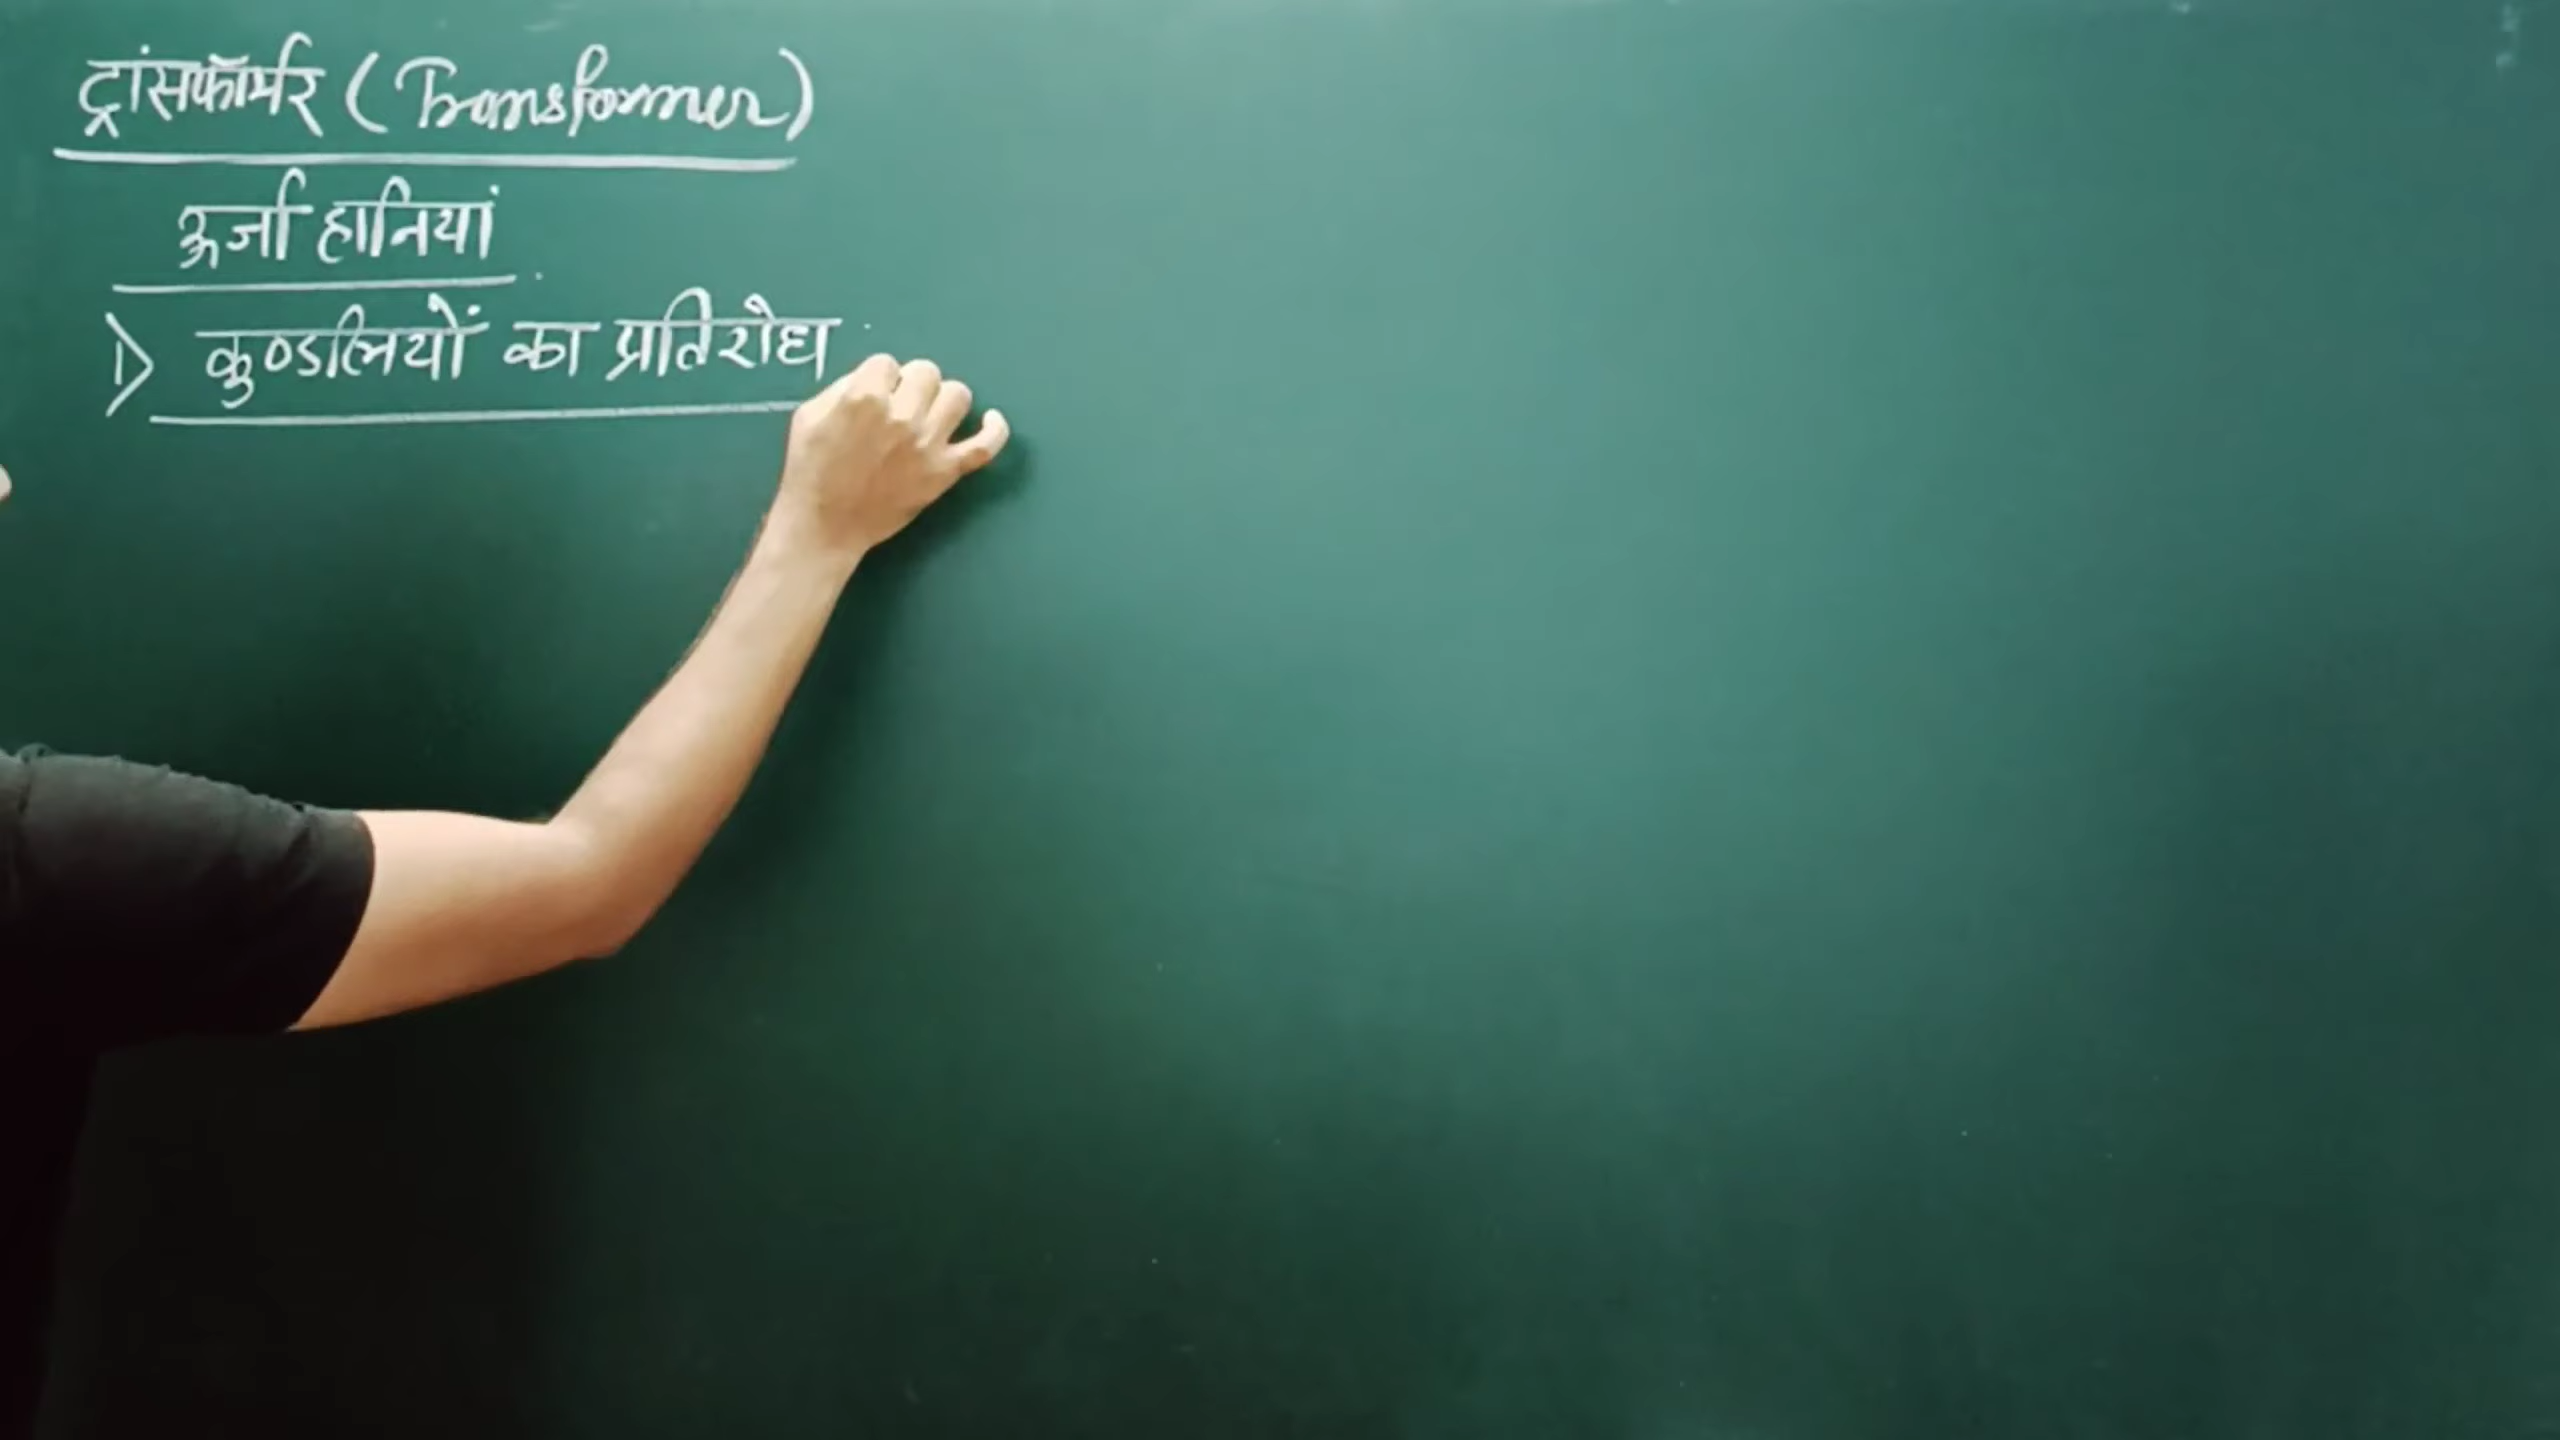 ट्रांसफॉर्मर (Transformer)
ऊर्जा हानियां
1> कुण्डलियों का प्रतिरोध